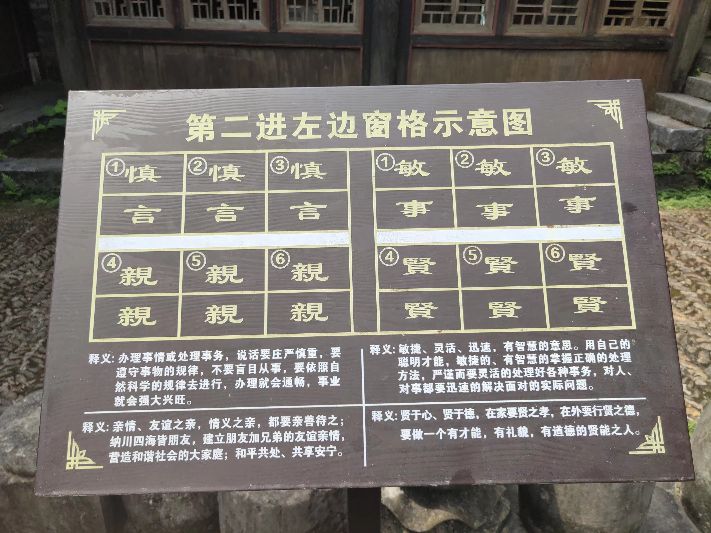 第二进左边窗格示意图
①慎 ②慎 ③慎 ①敏 ②敏 ③敏
言 言 言 事 事 事
④親 ⑤親 ⑥親 ④賢 ⑤賢 ⑥賢
親 親 親 賢 賢 賢
释义:办理事情或处理事务，说话要庄严慎重，要
遵守事物的规律，不要盲目从事，要依照自
然科学的规律去进行，办理就会通畅，事业
就会强大兴旺。
释义:敏捷、灵活、迅速，有智慧的意思。用自己的
聪明才能，敏捷的、有智慧的掌握正确的处理
方法，严谨而要灵活的处理好各种事务，对人、
对事都要迅速的解决面对的实际问题。
释义:亲情、友谊之亲，情义之亲，都要亲善待之;
纳川四海皆朋友，建立朋友加兄弟的友谊亲情，
营造和谐社会的大家庭;和平共处、共享安宁。
释义:贤于心、贤于德，在家要贤之孝，在外要行贤之德，
要做一个有才能，有礼貌，有道德的贤能之人。